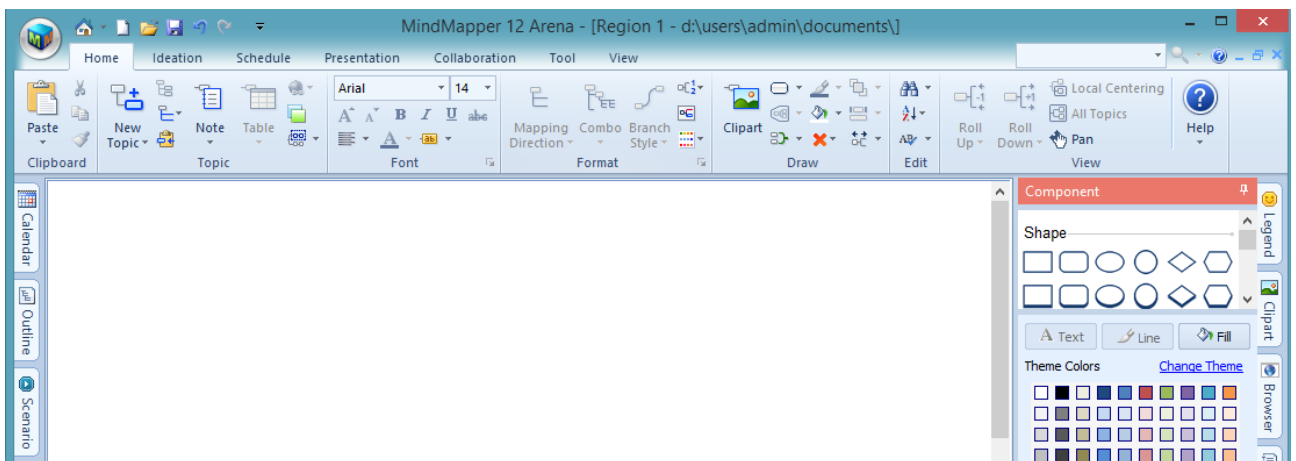 MindMapper 12 Arena - [Region 1 - d:\users\admin\documents\]
Home Ideation Schedule Presentation Collaboration Tool View
Paste
Clipboard
New Topic
Note
Table
Topic
Arial 14
A A B I U abc
A ab
Font
Mapping Direction
Combo
Branch Style
Format
Clipart
Draw
Edit
Roll Up
Roll Down
Local Centering
All Topics
Pan
View
Help
Calendar
Outline
Scenario
Component
Shape
A Text Line Fill
Theme Colors Change Theme
Legend
Clipart
Browser